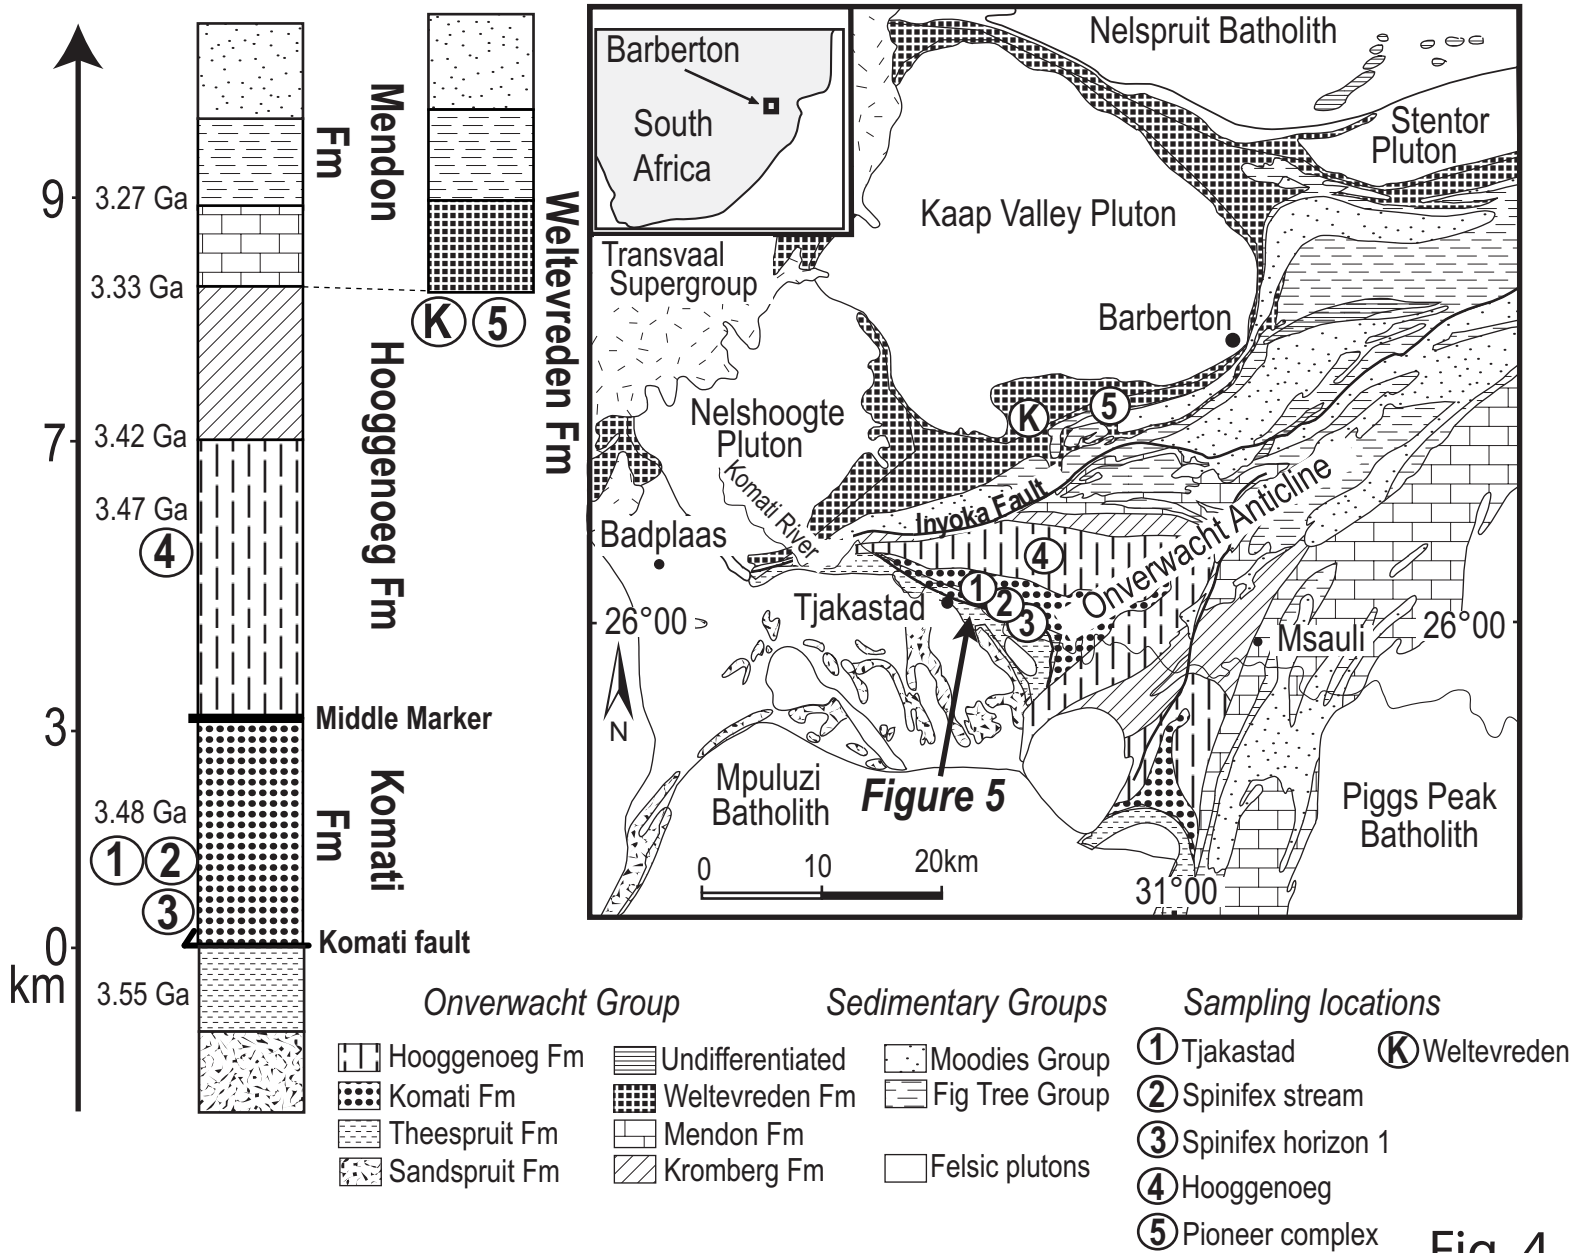 9
7
3
0
km
3.27 Ga
3.33 Ga
3.42 Ga
3.47 Ga
4
3.48 Ga
1 2
3
3.55 Ga
Mendon
Fm
Hooggenoeg Fm
Middle Marker
Komati
Fm
Komati fault
Weltevreden Fm
K 5
Barberton
South
Africa
Nelspruit Batholith
Stentor
Pluton
Kaap Valley Pluton
Transvaal
Supergroup
Barberton
Nelshoogte
Pluton
K
5
Komati River
Inyoka Fault
Badplaas
4
Onverwacht Anticline
1
2
3
Tjakastad
26°00
Msauli
26°00
N
Mpuluzi
Batholith
Figure 5
Piggs Peak
Batholith
0 10 20km
31°00
Onverwacht Group
Hooggenoeg Fm
Komati Fm
Theespruit Fm
Sandspruit Fm
Undifferentiated
Weltevreden Fm
Mendon Fm
Kromberg Fm
Sedimentary Groups
Moodies Group
Fig Tree Group
Felsic plutons
Sampling locations
1 Tjakastad
2 Spinifex stream
3 Spinifex horizon 1
4 Hooggenoeg
5 Pioneer complex
K Weltevreden
Fig. 4